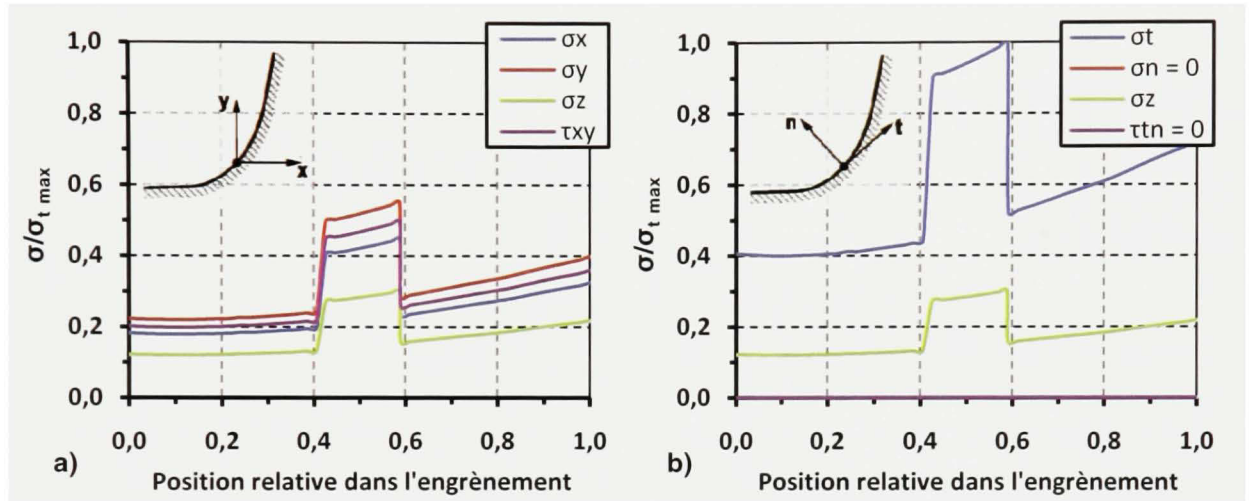 1,0
0,8
0,6
0,4
0,2
0,0
σ/σt max
0,0 0,2 0,4 0,6 0,8 1,0
Position relative dans l'engrènement
a)
y
x
σx
σy
σz
τxy
1,0
0,8
0,6
0,4
0,2
0,0
σ/σt max
0,0 0,2 0,4 0,6 0,8 1,0
Position relative dans l'engrènement
b)
n
t
σt
σn = 0
σz
τtn = 0